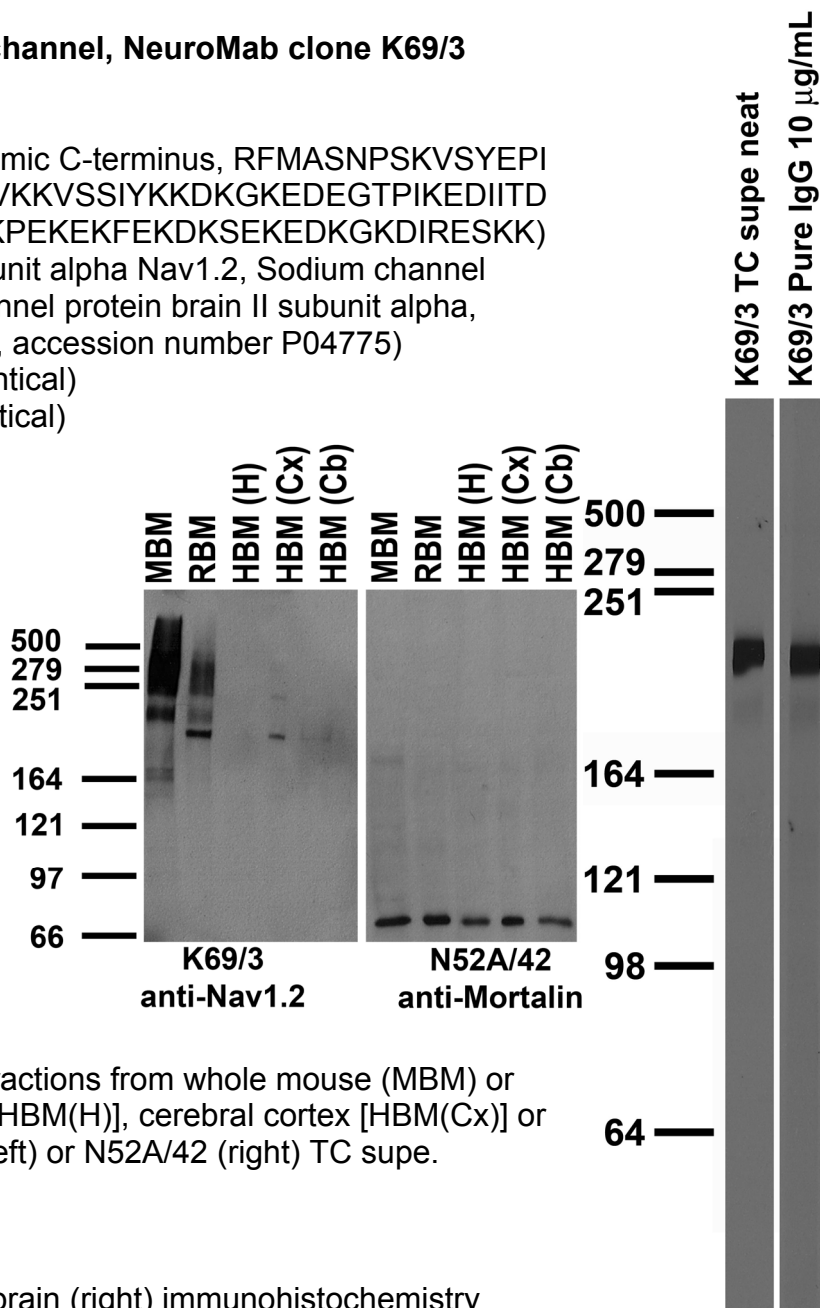 channel, NeuroMab clone K69/3
mic C-terminus, RFMASNPSKVSYEPI
VKKVSSIYKKDKGKEDEGTPIKEDIITD
KPEKEKFEKDKSEKEDKGKDIRESKK)
unit alpha Nav1.2, Sodium channel
nnel protein brain II subunit alpha,
, accession number P04775)
ntical)
tical)
K69/3 TC supe neat
K69/3 Pure IgG 10 µg/mL
MBM
RBM
HBM (H)
HBM (Cx)
HBM (Cb)
MBM
RBM
HBM (H)
HBM (Cx)
HBM (Cb)
500
279
251
164
121
97
66
500
279
251
164
121
98
64
K69/3
anti-Nav1.2
N52A/42
anti-Mortalin
actions from whole mouse (MBM) or
[HBM(H)], cerebral cortex [HBM(Cx)] or
eft) or N52A/42 (right) TC supe.
brain (right) immunohistochemistry